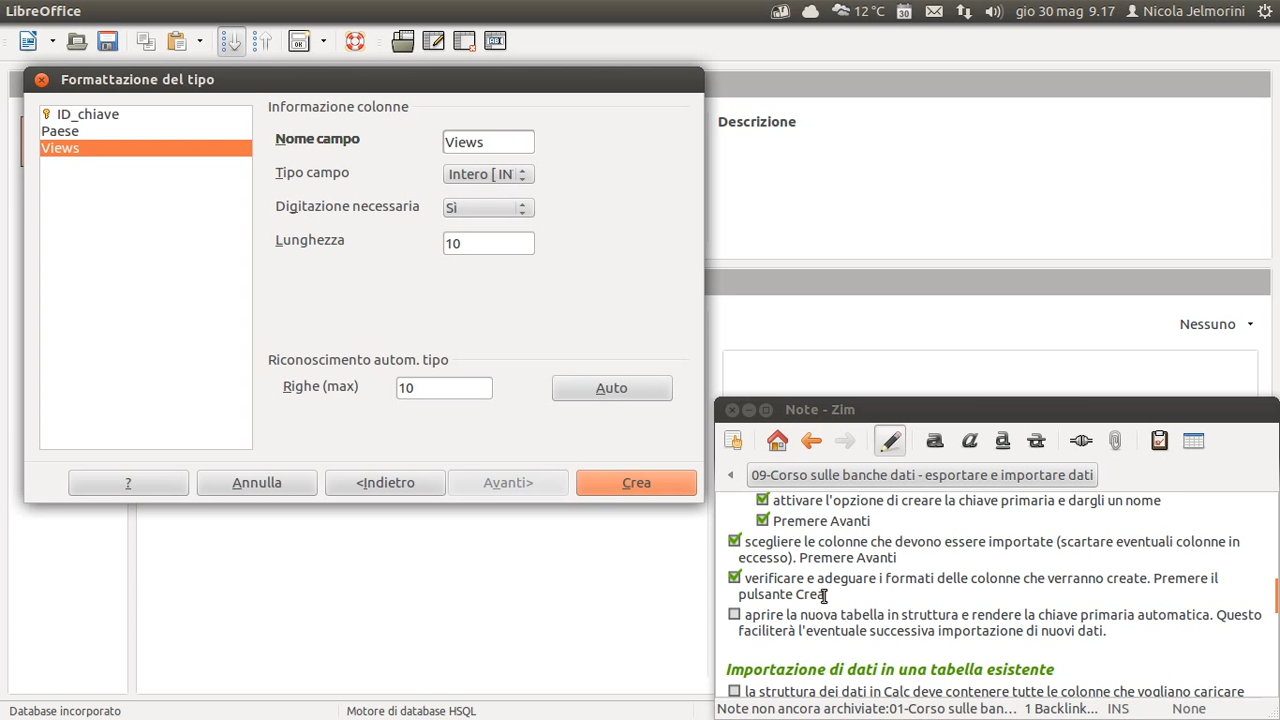 LibreOffice
12 °C
30
gio 30 mag 9.17
Nicola Jelmorini
Formattazione del tipo
ID_chiave
Paese
Views
Informazione colonne
Nome campo
Views
Tipo campo
Intero [ IN
Digitazione necessaria
Sì
Lunghezza
10
Riconoscimento autom. tipo
Righe (max)
10
Auto
?
Annulla
<Indietro
Avanti>
Crea
Descrizione
Nessuno
Note - Zim
09-Corso sulle banche dati - esportare e importare dati
attivare l'opzione di creare la chiave primaria e dargli un nome
Premere Avanti
scegliere le colonne che devono essere importate (scartare eventuali colonne in
eccesso). Premere Avanti
verificare e adeguare i formati delle colonne che verranno create. Premere il
pulsante Crea
aprire la nuova tabella in struttura e rendere la chiave primaria automatica. Questo
faciliterà l'eventuale successiva importazione di nuovi dati.
Importazione di dati in una tabella esistente
la struttura dei dati in Calc deve contenere tutte le colonne che vogliano caricare
Note non ancora archiviate:01-Corso sulle ban... 1 Backlink... INS None
Database incorporato
Motore di database HSQL